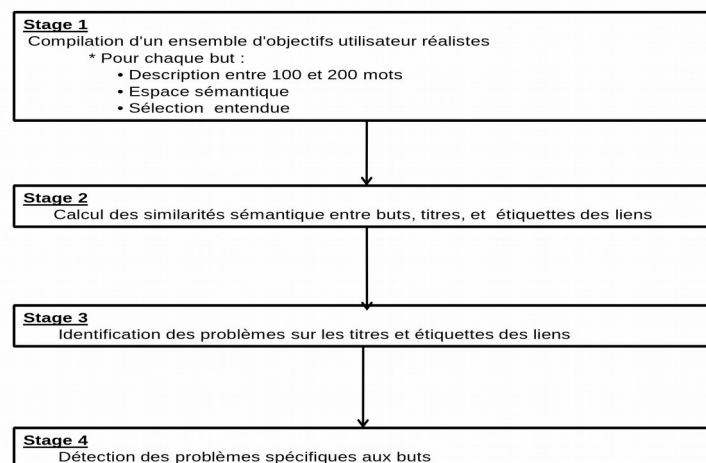 Stage 1
Compilation d'un ensemble d'objectifs utilisateur réalistes
* Pour chaque but :
• Description entre 100 et 200 mots
• Espace sémantique
• Sélection entendue
Stage 2
Calcul des similarités sémantique entre buts, titres, et étiquettes des liens
Stage 3
Identification des problèmes sur les titres et étiquettes des liens
Stage 4
Détection des problèmes spécifiques aux buts